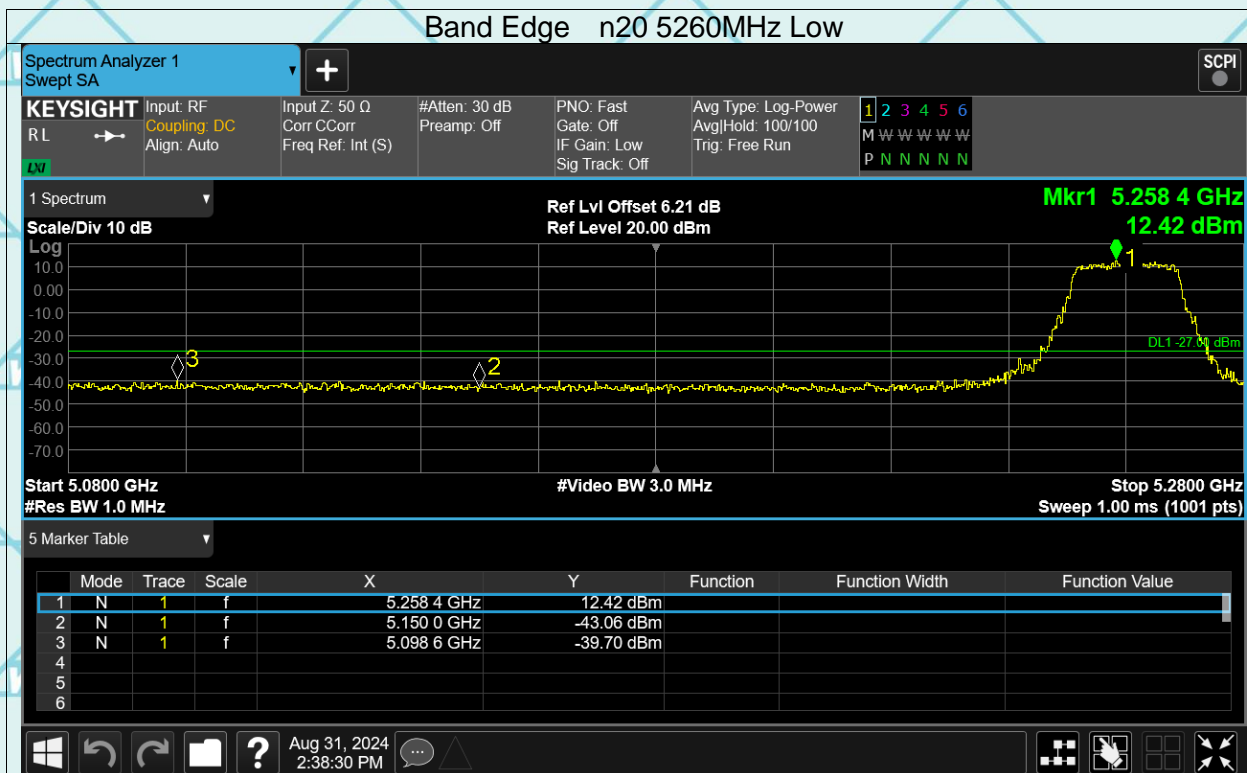 Band Edge n20 5260MHz Low
Spectrum Analyzer 1
Swept SA
SCPI
KEYSIGHT
RL
LXI
Input: RF
Coupling: DC
Align: Auto
Input Z: 50 Ω
Corr CCorr
Freq Ref: Int (S)
#Atten: 30 dB
Preamp: Off
PNO: Fast
Gate: Off
IF Gain: Low
Sig Track: Off
Avg Type: Log-Power
Avg|Hold: 100/100
Trig: Free Run
1 2 3 4 5 6
M W W W W W
P N N N N N
1 Spectrum
Scale/Div 10 dB
Ref Lvl Offset 6.21 dB
Ref Level 20.00 dBm
Mkr1 5.258 4 GHz
12.42 dBm
Log
10.0
0.00
-10.0
-20.0
-30.0
-40.0
-50.0
-60.0
-70.0
1
2
3
DL1 -27.00 dBm
Start 5.0800 GHz
#Video BW 3.0 MHz
Stop 5.2800 GHz
#Res BW 1.0 MHz
Sweep 1.00 ms (1001 pts)
5 Marker Table
Mode Trace Scale X Y Function Function Width Function Value
1 N 1 f 5.258 4 GHz 12.42 dBm
2 N 1 f 5.150 0 GHz -43.06 dBm
3 N 1 f 5.098 6 GHz -39.70 dBm
4
5
6
?
Aug 31, 2024
2:38:30 PM